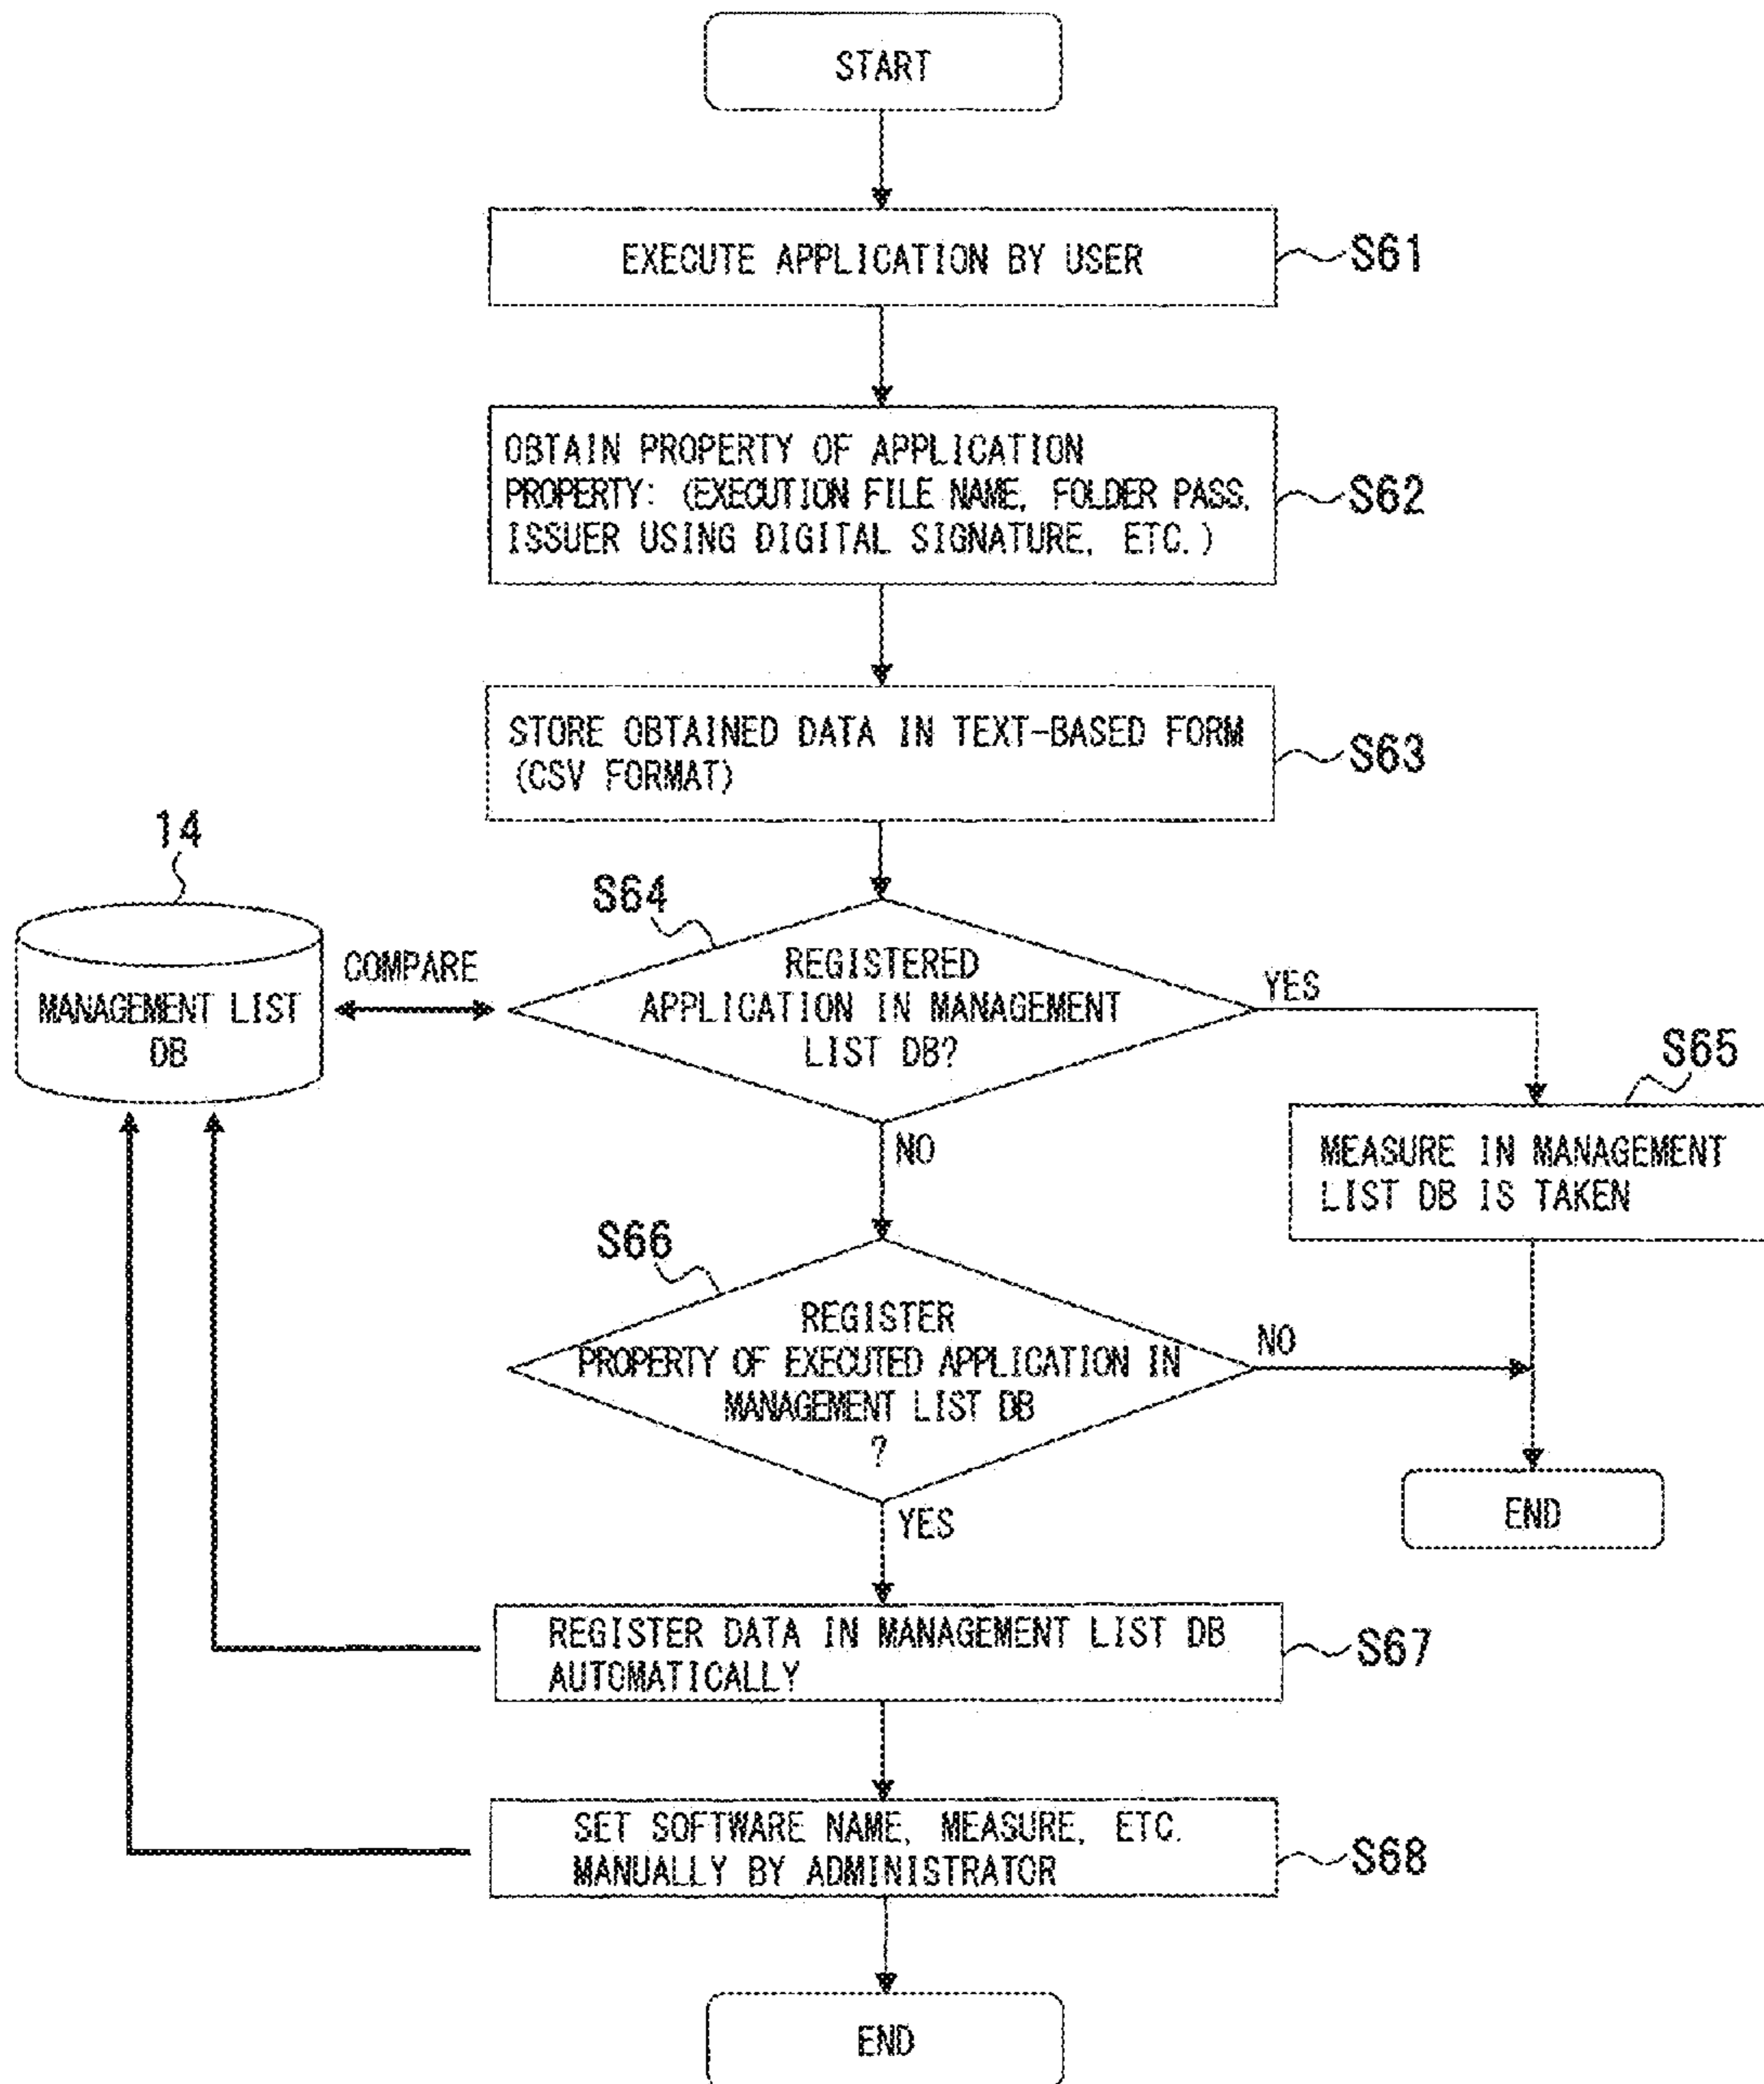 START
EXECUTE APPLICATION BY USER
S61
OBTAIN PROPERTY OF APPLICATION
PROPERTY: (EXECUTION FILE NAME, FOLDER PASS,
ISSUER USING DIGITAL SIGNATURE, ETC.)
S62
STORE OBTAINED DATA IN TEXT-BASED FORM
(CSV FORMAT)
S63
14
MANAGEMENT LIST
DB
COMPARE
S64
REGISTERED
APPLICATION IN MANAGEMENT
LIST DB?
YES
NO
S65
MEASURE IN MANAGEMENT
LIST DB IS TAKEN
S66
REGISTER
PROPERTY OF EXECUTED APPLICATION IN
MANAGEMENT LIST DB
?
NO
YES
END
REGISTER DATA IN MANAGEMENT LIST DB
AUTOMATICALLY
S67
SET SOFTWARE NAME, MEASURE, ETC.
MANUALLY BY ADMINISTRATOR
S68
END